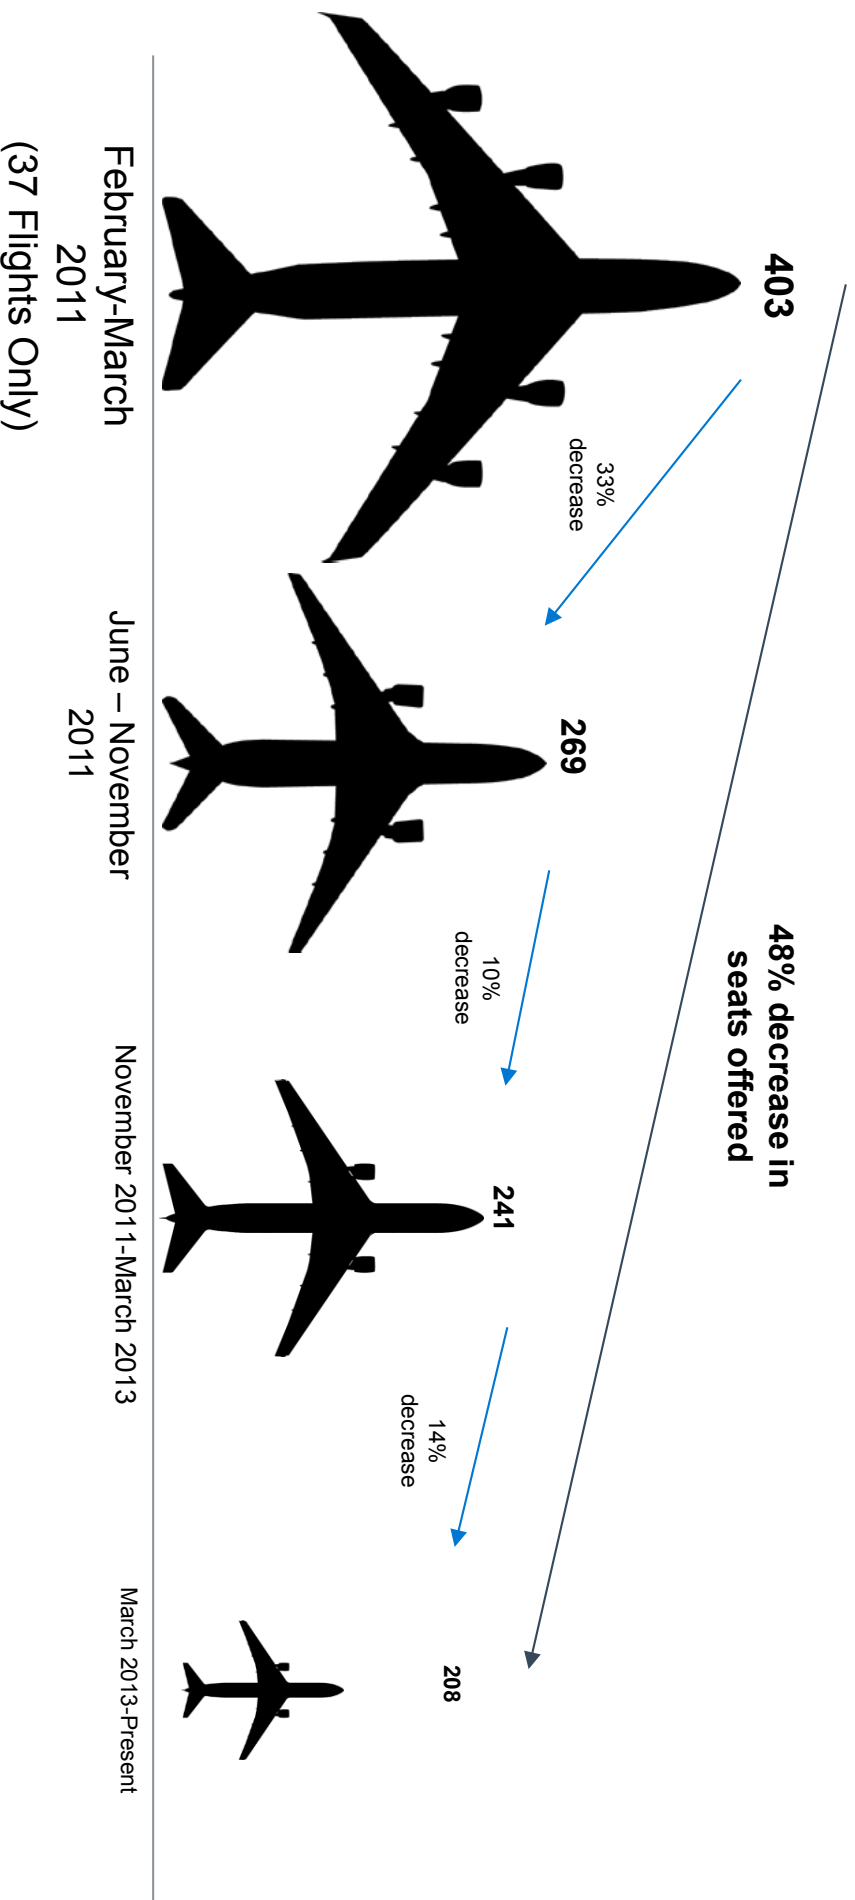 48% decrease in
seats offered
403
33%
decrease
269
10%
decrease
241
14%
decrease
208
February-March
2011
(37 Flights Only)
June – November
2011
November 2011-March 2013
March 2013-Present